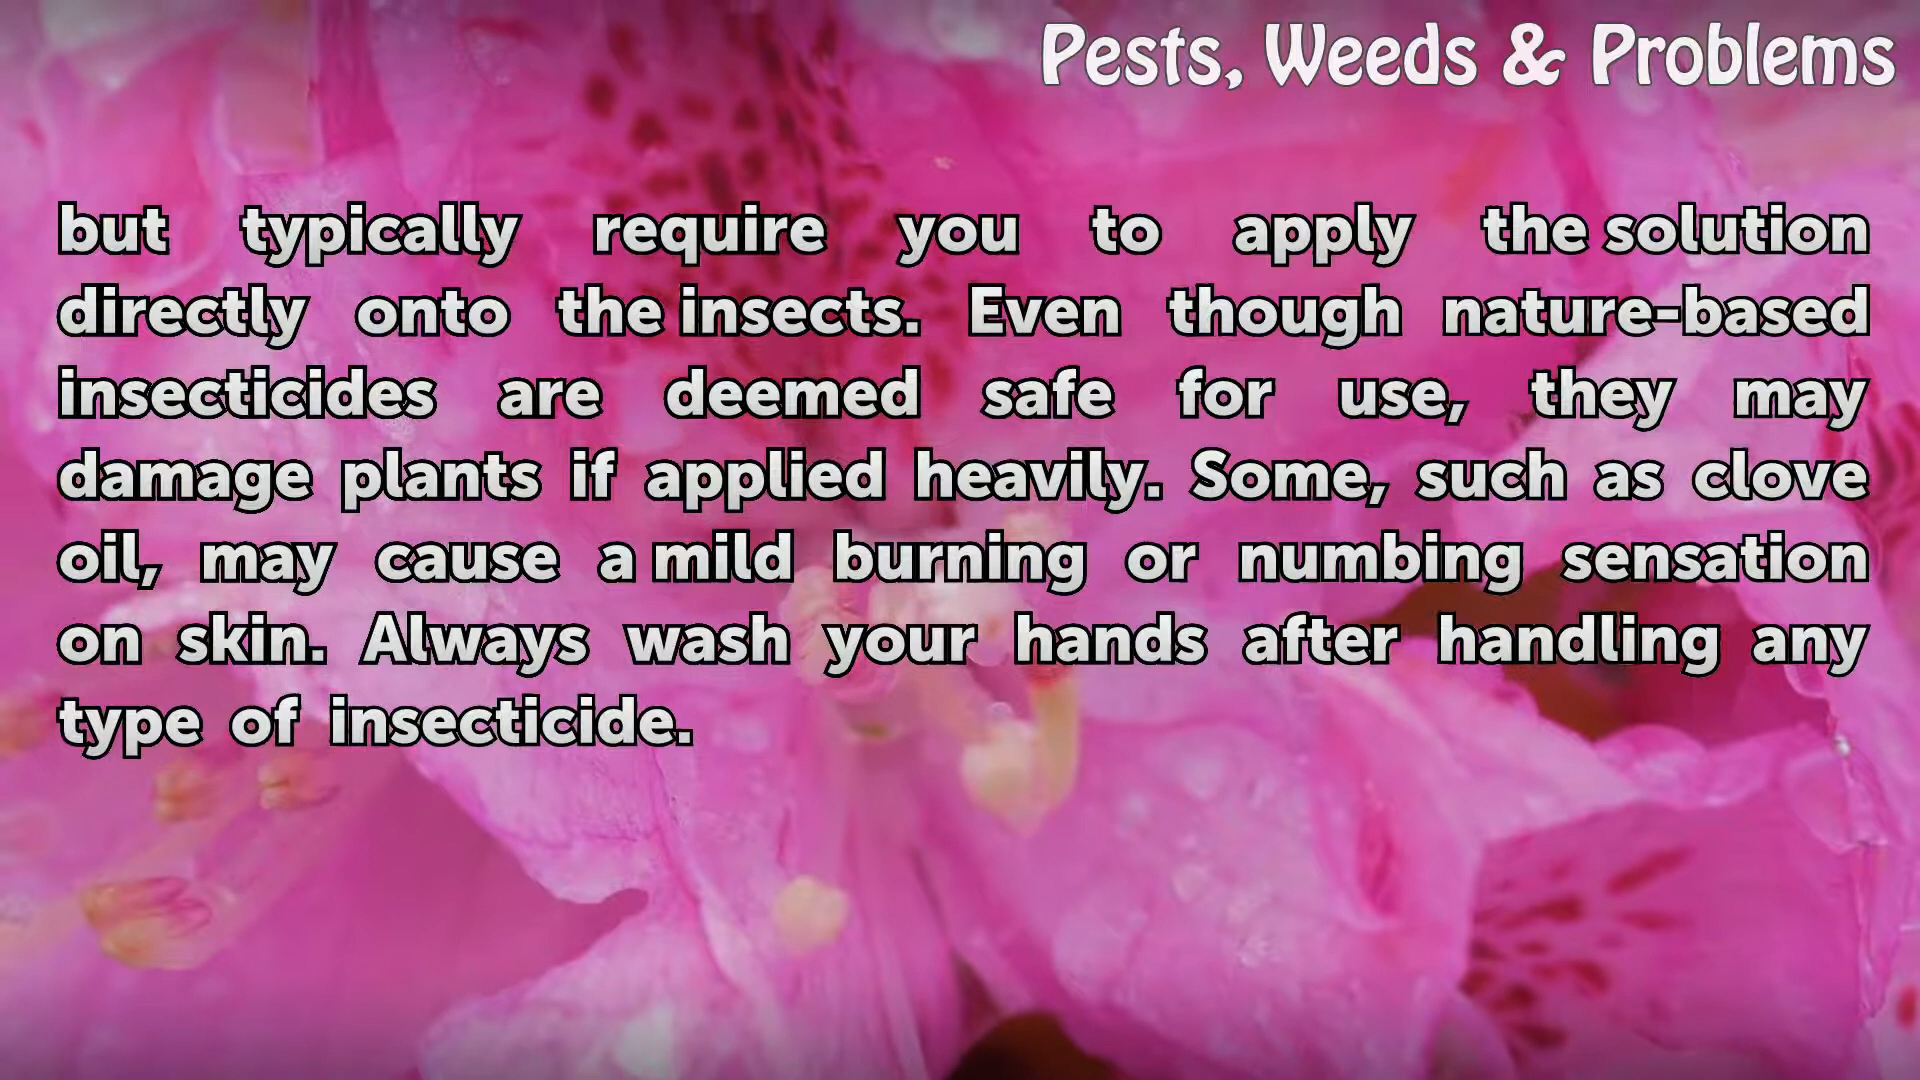 Pests, Weeds & Problems
but typically require you to apply the solution
directly onto the insects. Even though nature-based
insecticides are deemed safe for use, they may
damage plants if applied heavily. Some, such as clove
oil, may cause a mild burning or numbing sensation
on skin. Always wash your hands after handling any
type of insecticide.